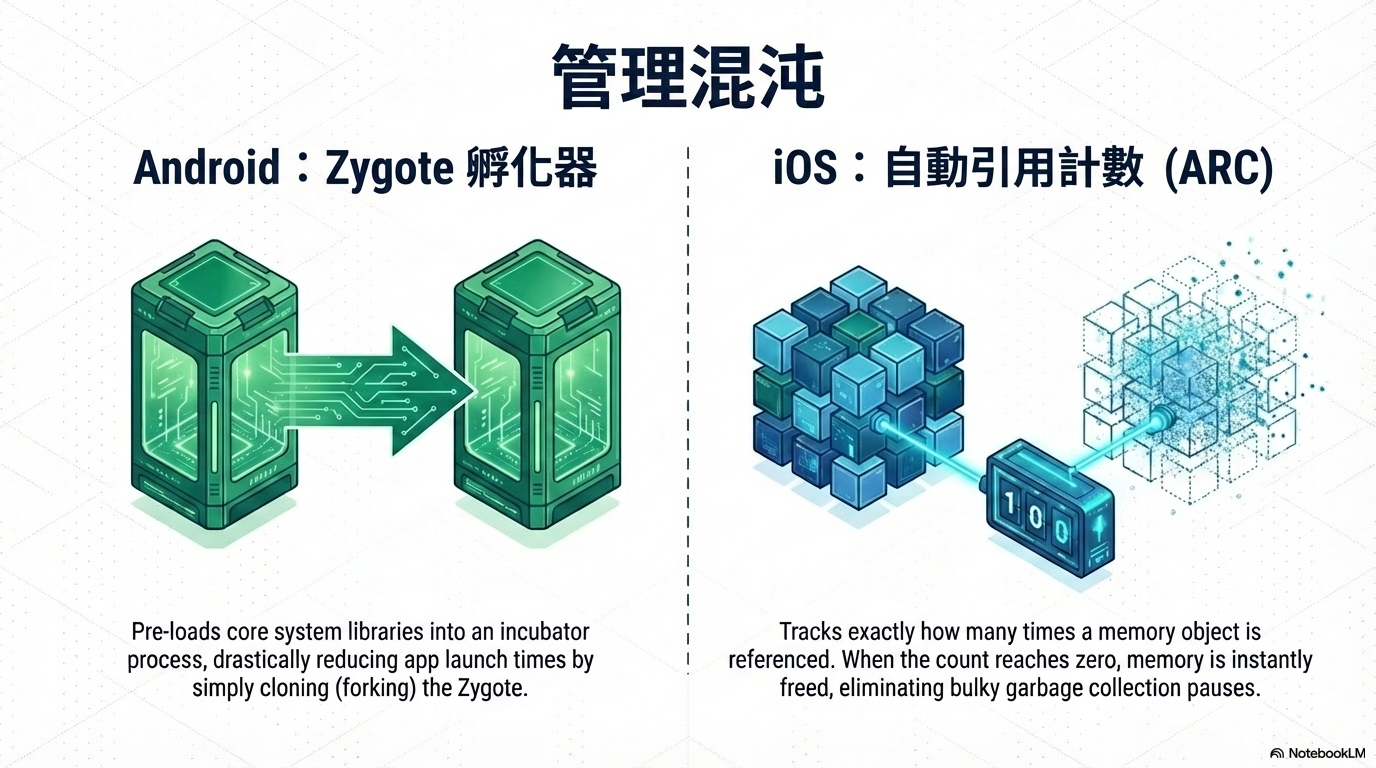 管理混沌
Android：Zygote 孵化器
Pre-loads core system libraries into an incubator
process, drastically reducing app launch times by
simply cloning (forking) the Zygote.
iOS：自動引用計數 (ARC)
100
Tracks exactly how many times a memory object is
referenced. When the count reaches zero, memory is instantly
freed, eliminating bulky garbage collection pauses.
NotebookLM